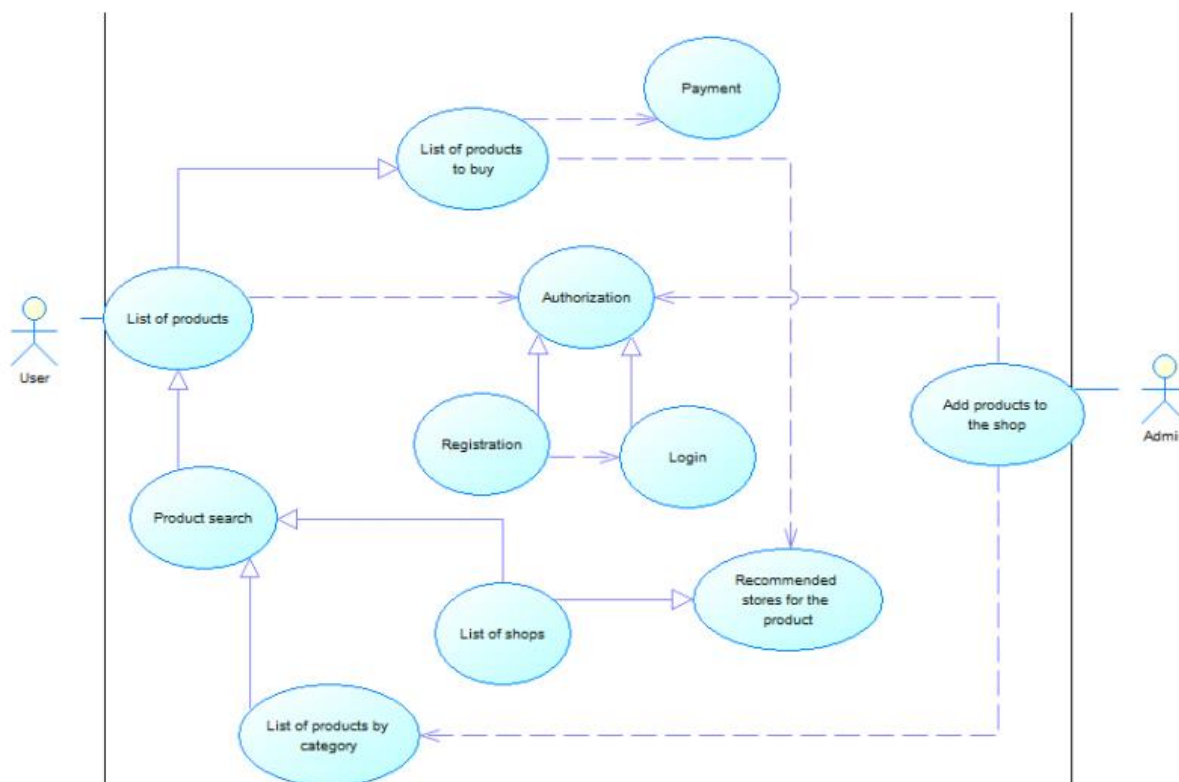 Payment
List of products
to buy
Authorization
List of products
User
Add products to
the shop
Admi
Registration
Login
Product search
Recommended
stores for the
product
List of shops
List of products by
category